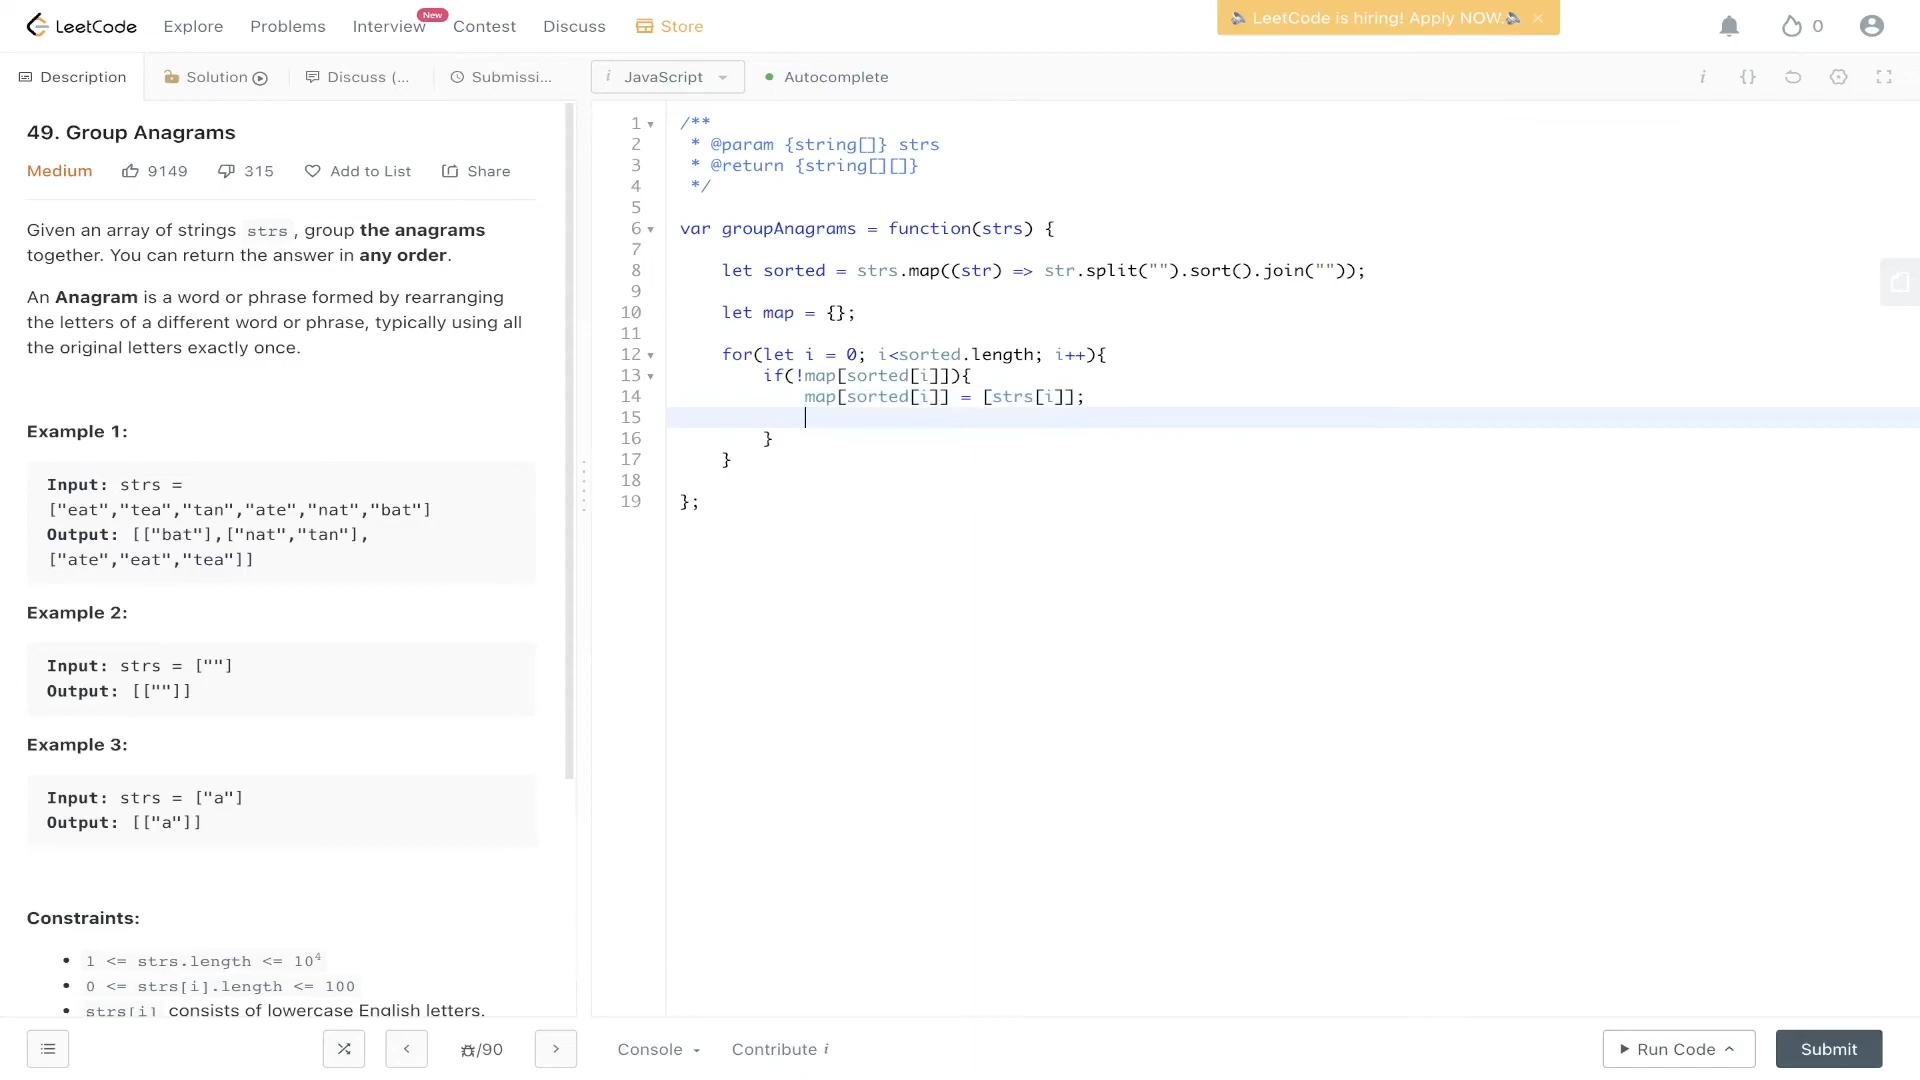 LeetCode Explore Problems Interview New Contest Discuss Store LeetCode is hiring! Apply NOW. 0
Description Solution Discuss (... Submissi... i JavaScript Autocomplete i {}
49. Group Anagrams
Medium 9149 315 Add to List Share
Given an array of strings strs , group the anagrams
together. You can return the answer in any order.
An Anagram is a word or phrase formed by rearranging
the letters of a different word or phrase, typically using all
the original letters exactly once.
Example 1:
Input: strs =
["eat","tea","tan","ate","nat","bat"]
Output: [["bat"],["nat","tan"],
["ate","eat","tea"]]
Example 2:
Input: strs = [""]
Output: [[""]]
Example 3:
Input: strs = ["a"]
Output: [["a"]]
Constraints:
• 1 <= strs.length <= 10⁴
• 0 <= strs[i].length <= 100
• strs[i] consists of lowercase English letters.
1 /**
2 * @param {string[]} strs
3 * @return {string[][]}
4 */
5
6 var groupAnagrams = function(strs) {
7
8 let sorted = strs.map((str) => str.split("").sort().join(""));
9
10 let map = {};
11
12 for(let i = 0; i<sorted.length; i++){
13 if(!map[sorted[i]]){
14 map[sorted[i]] = [strs[i]];
15
16 }
17 }
18
19 };
/90 Console Contribute i Run Code Submit